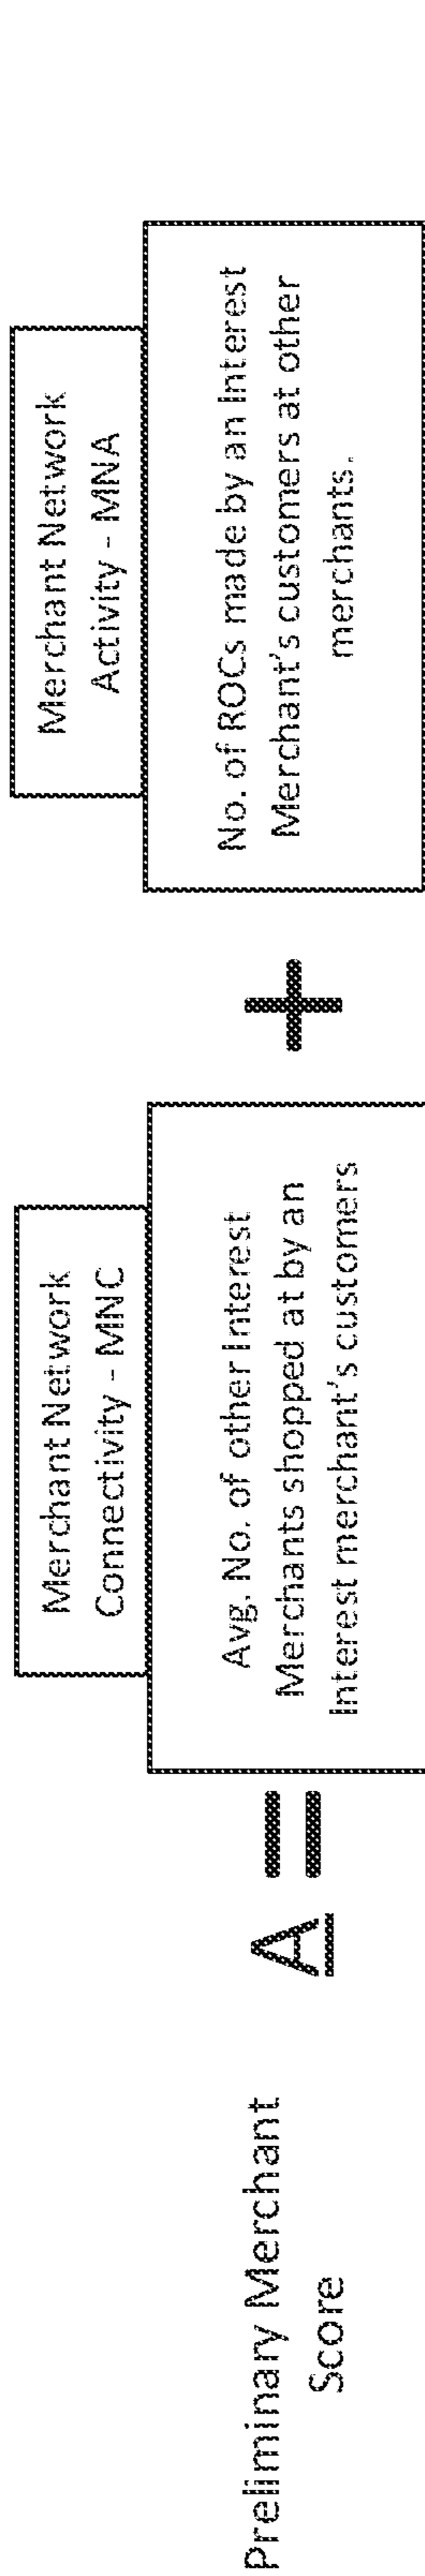 Preliminary Merchant
Score
A
=
Merchant Network
Connectivity - MNC
Avg. No. of other Interest
Merchants shopped at by an
Interest merchant's customers
+
Merchant Network
Activity - MNA
No. of ROCs made by an Interest
Merchant's customers at other
merchants.